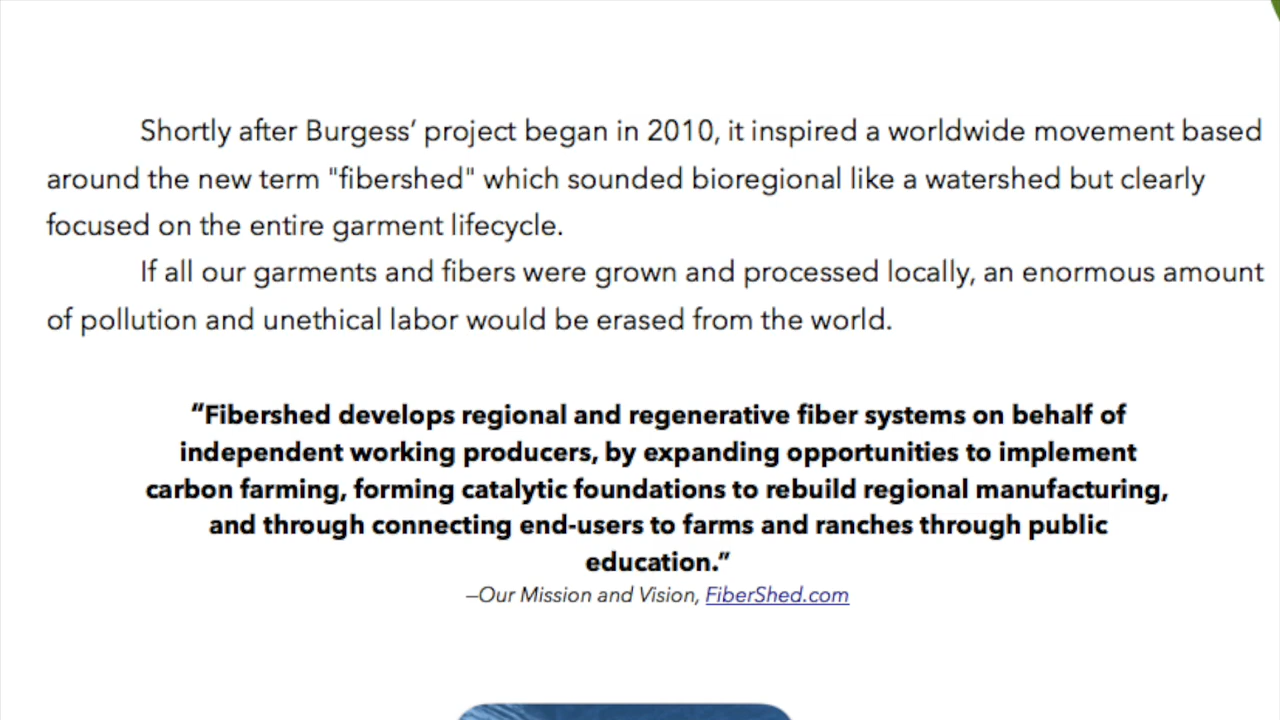 Shortly after Burgess’ project began in 2010, it inspired a worldwide movement based
around the new term "fibershed" which sounded bioregional like a watershed but clearly
focused on the entire garment lifecycle.
If all our garments and fibers were grown and processed locally, an enormous amount
of pollution and unethical labor would be erased from the world.
“Fibershed develops regional and regenerative fiber systems on behalf of
independent working producers, by expanding opportunities to implement
carbon farming, forming catalytic foundations to rebuild regional manufacturing,
and through connecting end-users to farms and ranches through public
education.”
—Our Mission and Vision, FiberShed.com